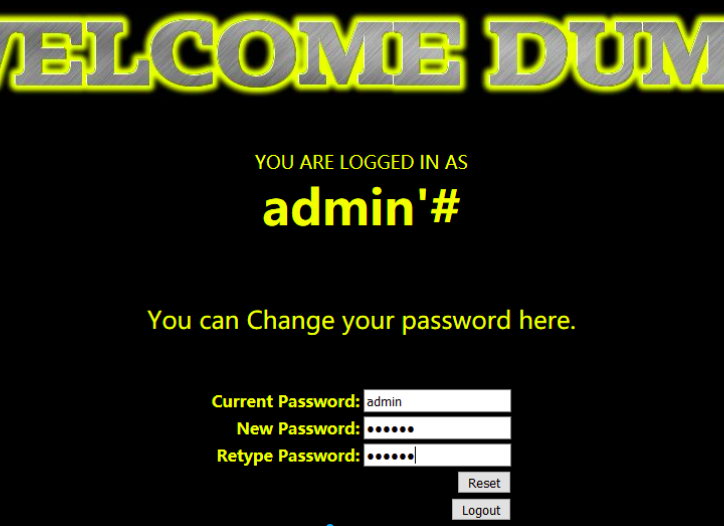 WELCOME DUM
YOU ARE LOGGED IN AS
admin'#
You can Change your password here.
Current Password: admin
New Password: ••••••
Retype Password: ••••••
Reset
Logout